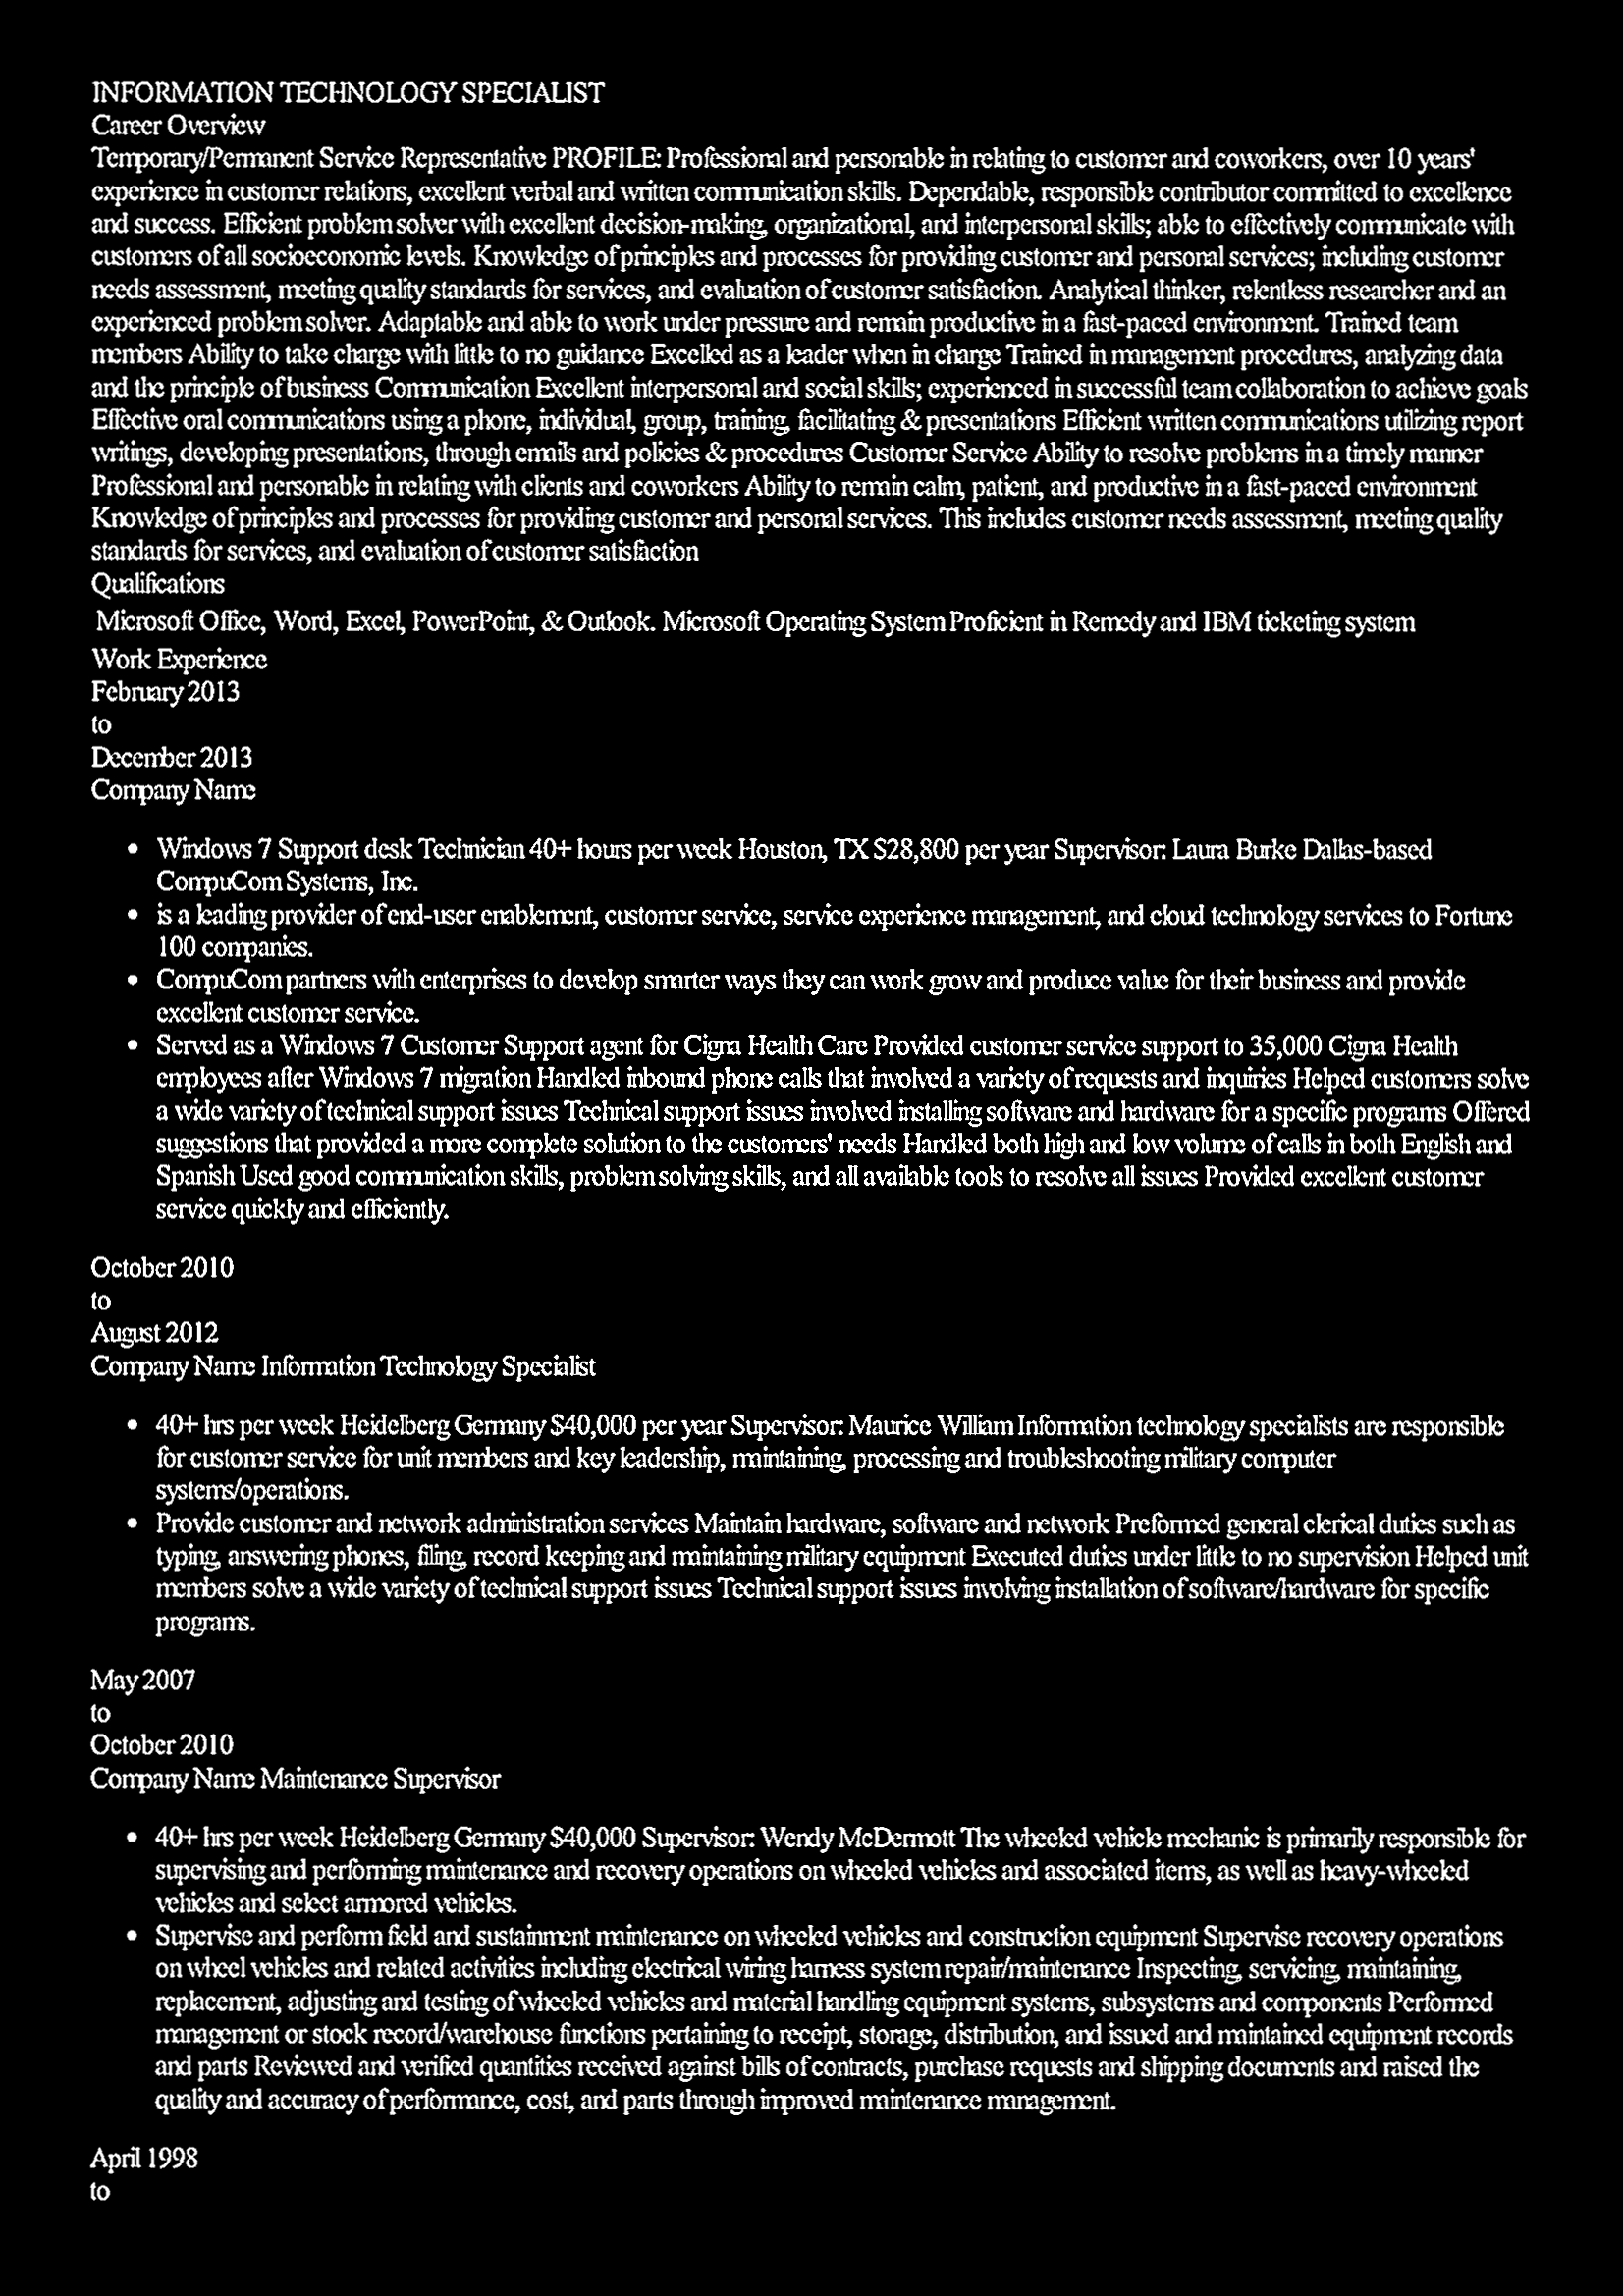 INFORMATION TECHNOLOGY SPECIALIST
Career Overview
Temporary/Permanent Service Representative PROFILE: Professional and personable in relating to customer and coworkers, over 10 years'
experience in customer relations, excellent verbal and written communication skills. Dependable, responsible contributor committed to excellence
and success. Efficient problem solver with excellent decision-making, organizational, and interpersonal skills; able to effectively communicate with
customers of all socioeconomic levels. Knowledge of principles and processes for providing customer and personal services; including customer
needs assessment, meeting quality standards for services, and evaluation of customer satisfaction. Analytical thinker, relentless researcher and an
experienced problem solver. Adaptable and able to work under pressure and remain productive in a fast-paced environment. Trained team
members Ability to take charge with little to no guidance Excelled as a leader when in charge Trained in management procedures, analyzing data
and the principle of business Communication Excellent interpersonal and social skills; experienced in successful team collaboration to achieve goals
Effective oral communications using a phone, individual, group, training, facilitating & presentations Efficient written communications utilizing report
writings, developing presentations, through emails and policies & procedures Customer Service Ability to resolve problems in a timely manner
Professional and personable in relating with clients and coworkers Ability to remain calm, patient, and productive in a fast-paced environment
Knowledge of principles and processes for providing customer and personal services. This includes customer needs assessment, meeting quality
standards for services, and evaluation of customer satisfaction
Qualifications
Microsoft Office, Word, Excel, PowerPoint, & Outlook. Microsoft Operating System Proficient in Remedy and IBM ticketing system
Work Experience
February 2013
to
December 2013
Company Name
• Windows 7 Support desk Technician 40+ hours per week Houston, TX $28,800 per year Supervisor: Laura Burke Dallas-based
CompuCom Systems, Inc.
• is a leading provider of end-user enablement, customer service, service experience management, and cloud technology services to Fortune
100 companies.
• CompuCom partners with enterprises to develop smarter ways they can work grow and produce value for their business and provide
excellent customer service.
• Served as a Windows 7 Customer Support agent for Cigna Health Care Provided customer service support to 35,000 Cigna Health
employees after Windows 7 migration Handled inbound phone calls that involved a variety of requests and inquiries Helped customers solve
a wide variety of technical support issues Technical support issues involved installing software and hardware for a specific programs Offered
suggestions that provided a more complete solution to the customers' needs Handled both high and low volume of calls in both English and
Spanish Used good communication skills, problem solving skills, and all available tools to resolve all issues Provided excellent customer
service quickly and efficiently.
October 2010
to
August 2012
Company Name Information Technology Specialist
• 40+ hrs per week Heidelberg Germany $40,000 per year Supervisor: Maurice William Information technology specialists are responsible
for customer service for unit members and key leadership, maintaining, processing and troubleshooting military computer
systems/operations.
• Provide customer and network administration services Maintain hardware, software and network Preformed general clerical duties such as
typing, answering phones, filing, record keeping and maintaining military equipment Executed duties under little to no supervision Helped unit
members solve a wide variety of technical support issues Technical support issues involving installation of software/hardware for specific
programs.
May 2007
to
October 2010
Company Name Maintenance Supervisor
• 40+ hrs per week Heidelberg Germany $40,000 Supervisor: Wendy McDermott The wheeled vehicle mechanic is primarily responsible for
supervising and performing maintenance and recovery operations on wheeled vehicles and associated items, as well as heavy-wheeled
vehicles and select armored vehicles.
• Supervise and perform field and sustainment maintenance on wheeled vehicles and construction equipment Supervise recovery operations
on wheel vehicles and related activities including electrical wiring harness system repair/maintenance Inspecting, servicing, maintaining,
replacement, adjusting and testing of wheeled vehicles and material handling equipment systems, subsystems and components Performed
management or stock record/warehouse functions pertaining to receipt, storage, distribution, and issued and maintained equipment records
and parts Reviewed and verified quantities received against bills of contracts, purchase requests and shipping documents and raised the
quality and accuracy of performance, cost, and parts through improved maintenance management.
April 1998
to